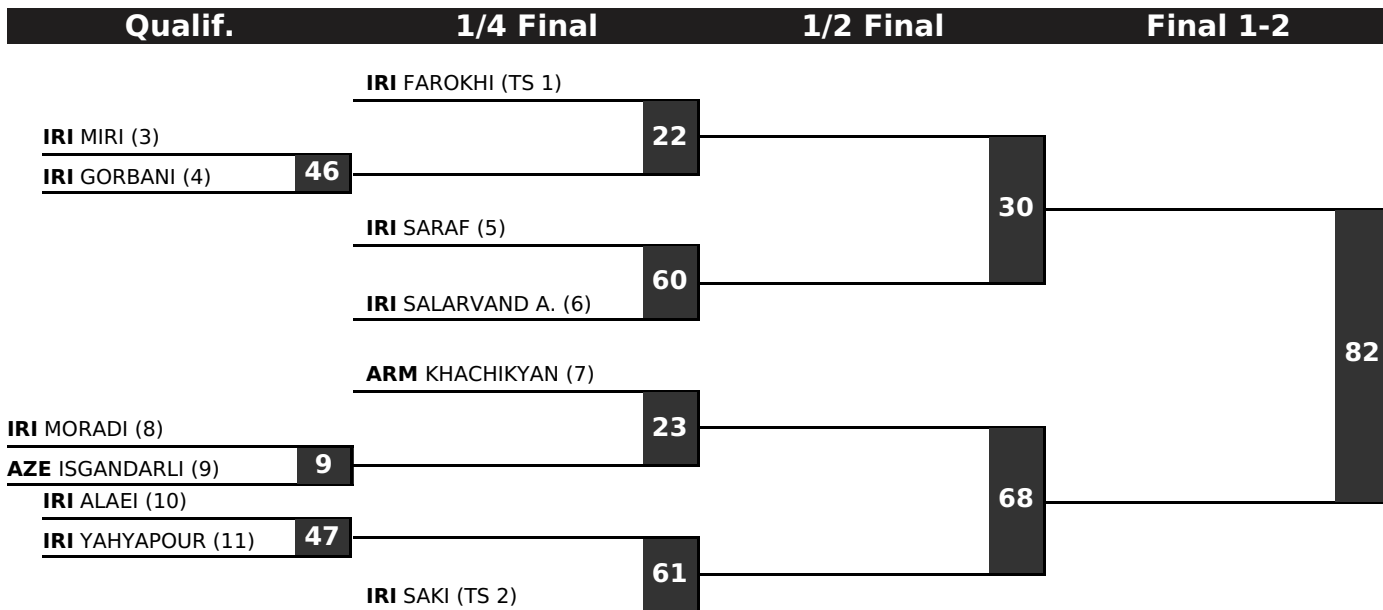 Qualif. 1/4 Final 1/2 Final Final 1-2
IRI FAROKHI (TS 1)
IRI MIRI (3)
22
IRI GORBANI (4)
46
30
IRI SARAF (5)
60
IRI SALARVAND A. (6)
82
ARM KHACHIKYAN (7)
IRI MORADI (8)
23
AZE ISGANDARLI (9)
9
IRI ALAEI (10)
68
IRI YAHYAPOUR (11)
47
61
IRI SAKI (TS 2)